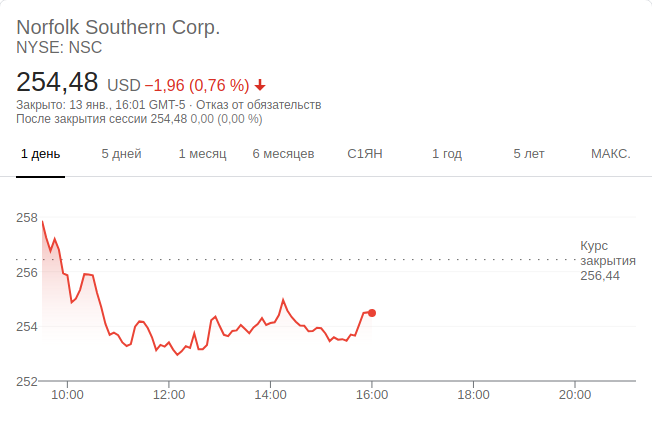 Norfolk Southern Corp.
NYSE: NSC
254,48 USD −1,96 (0,76 %)
Закрыто: 13 янв., 16:01 GMT-5 · Отказ от обязательств
После закрытия сессии 254,48 0,00 (0,00 %)
1 день 5 дней 1 месяц 6 месяцев С1ЯН 1 год 5 лет МАКС.
258
Курс
закрытия
256,44
256
254
252
10:00 12:00 14:00 16:00 18:00 20:00